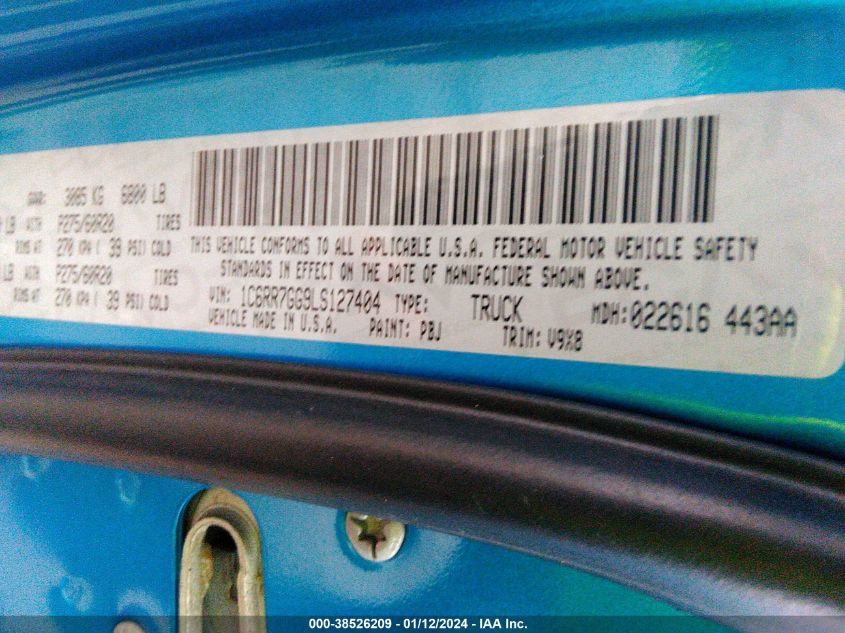 GVWR: 3085 KG 6800 LB
LB WITH P275/60R20 TIRES
RIMS AT 270 KPA ( 39 PSI) COLD
LB WITH P275/60R20 TIRES
RIMS AT 270 KPA ( 39 PSI) COLD
THIS VEHICLE CONFORMS TO ALL APPLICABLE U.S.A. FEDERAL MOTOR VEHICLE SAFETY
STANDARDS IN EFFECT ON THE DATE OF MANUFACTURE SHOWN ABOVE.
VIN: 1C6RR7GG9LS127404 TYPE: TRUCK MDH:022616 443AA
VEHICLE MADE IN U.S.A. PAINT: PBJ TRIM: V9X8
000-38526209 - 01/12/2024 - IAA Inc.